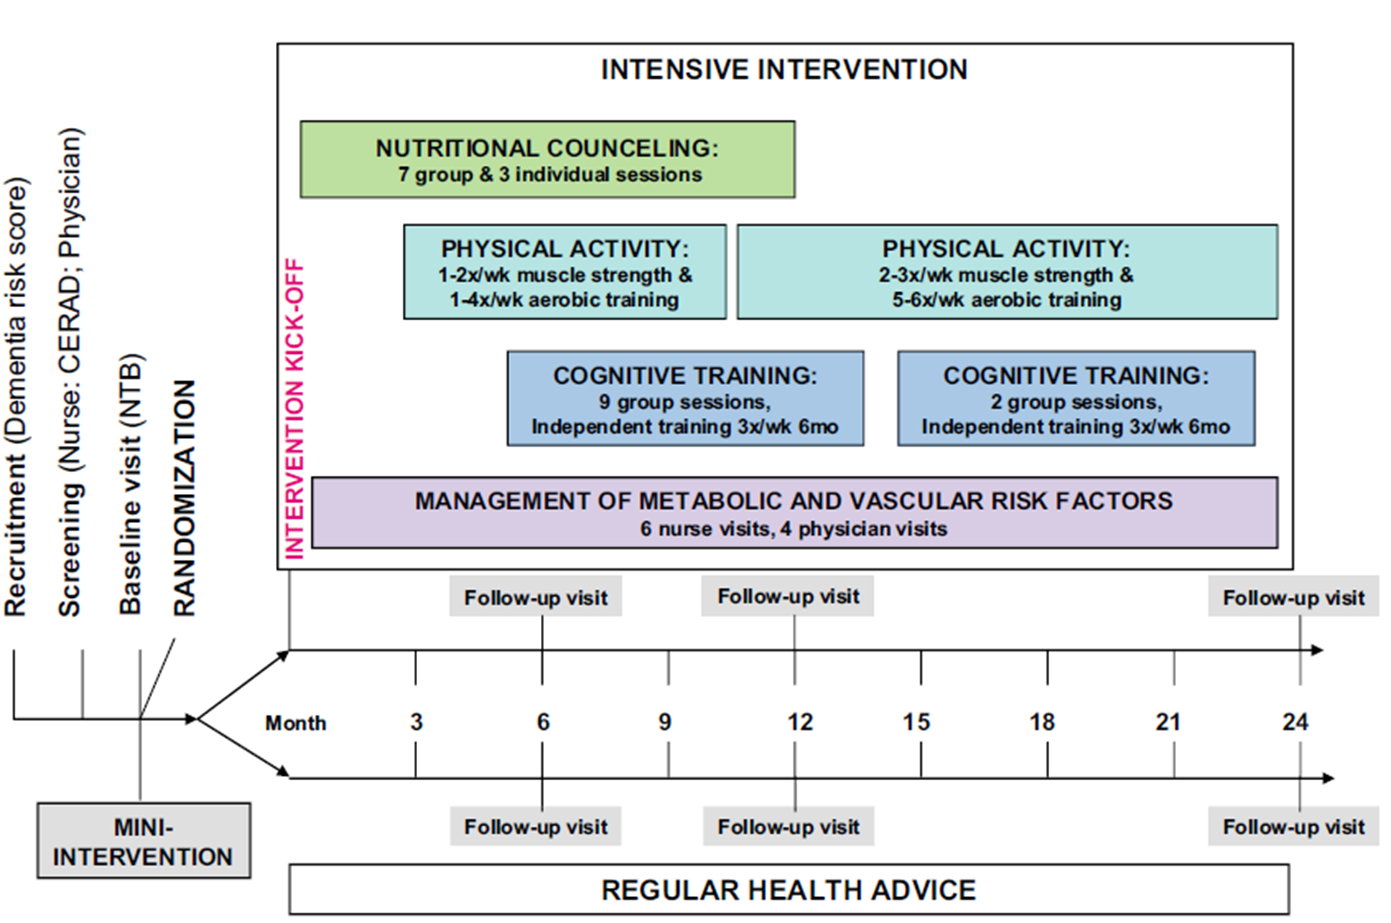 Recruitment (Dementia risk score)
Screening (Nurse: CERAD; Physician)
Baseline visit (NTB)
RANDOMIZATION
MINI-
INTERVENTION
INTENSIVE INTERVENTION
INTERVENTION KICK-OFF
NUTRITIONAL COUNCELING:
7 group & 3 individual sessions
PHYSICAL ACTIVITY:
1-2x/wk muscle strength &
1-4x/wk aerobic training
PHYSICAL ACTIVITY:
2-3x/wk muscle strength &
5-6x/wk aerobic training
COGNITIVE TRAINING:
9 group sessions,
Independent training 3x/wk 6mo
COGNITIVE TRAINING:
2 group sessions,
Independent training 3x/wk 6mo
MANAGEMENT OF METABOLIC AND VASCULAR RISK FACTORS
6 nurse visits, 4 physician visits
Follow-up visit
Follow-up visit
Follow-up visit
Month 3 6 9 12 15 18 21 24
Follow-up visit
Follow-up visit
Follow-up visit
REGULAR HEALTH ADVICE